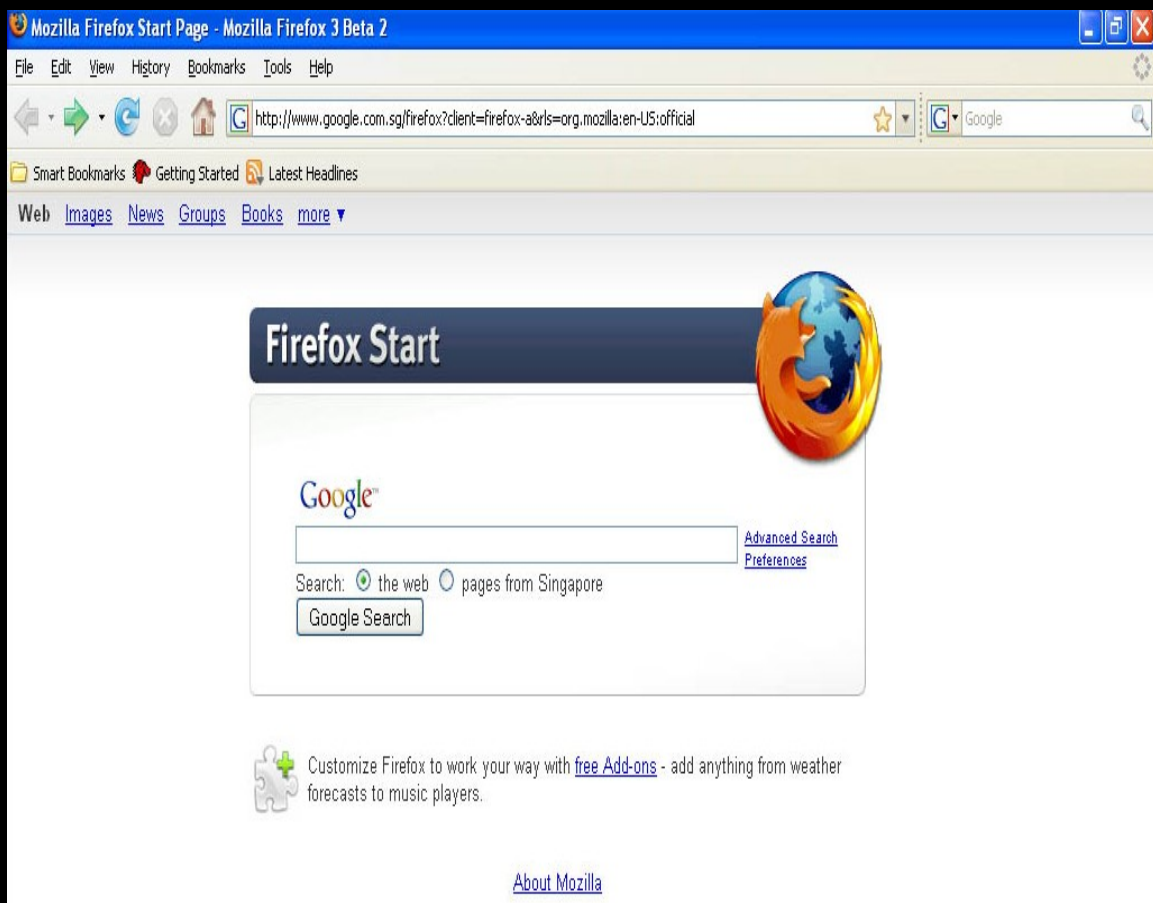 Mozilla Firefox Start Page - Mozilla Firefox 3 Beta 2
File Edit View History Bookmarks Tools Help
G http://www.google.com.sg/firefox?client=firefox-a&rls=org.mozilla:en-US:official G Google
Smart Bookmarks Getting Started Latest Headlines
Web Images News Groups Books more ▼
Firefox Start
Google™
Advanced Search
Preferences
Search: the web pages from Singapore
Google Search
Customize Firefox to work your way with free Add-ons - add anything from weather
forecasts to music players.
About Mozilla